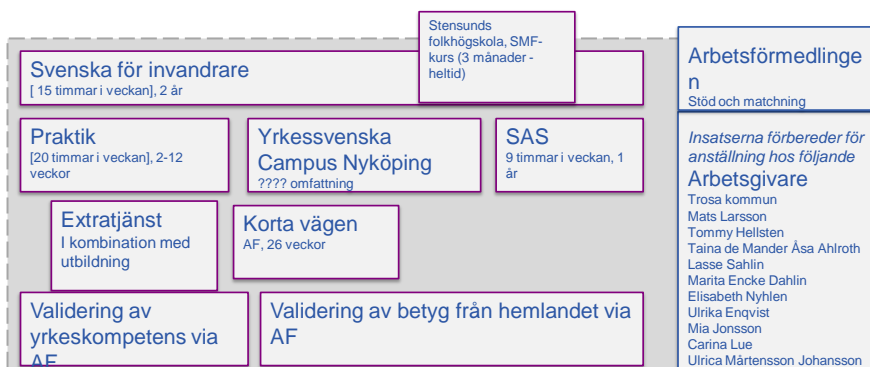 Stensunds
folkhögskola, SMF-
kurs (3 månader -
heltid)
Svenska för invandrare
[ 15 timmar i veckan], 2 år
Praktik
[20 timmar i veckan], 2-12
veckor
Yrkessvenska
Campus Nyköping
???? omfattning
SAS
9 timmar i veckan, 1
år
Extratjänst
I kombination med
utbildning
Korta vägen
AF, 26 veckor
Validering av
yrkeskompetens via
AF
Validering av betyg från hemlandet via
AF
Arbetsförmedlinge
n
Stöd och matchning
Insatserna förbereder för
anställning hos följande
Arbetsgivare
Trosa kommun
Mats Larsson
Tommy Hellsten
Taina de Mander Åsa Ahlroth
Lasse Sahlin
Marita Encke Dahlin
Elisabeth Nyhlen
Ulrika Enqvist
Mia Jonsson
Carina Lue
Ulrica Mårtensson Johansson